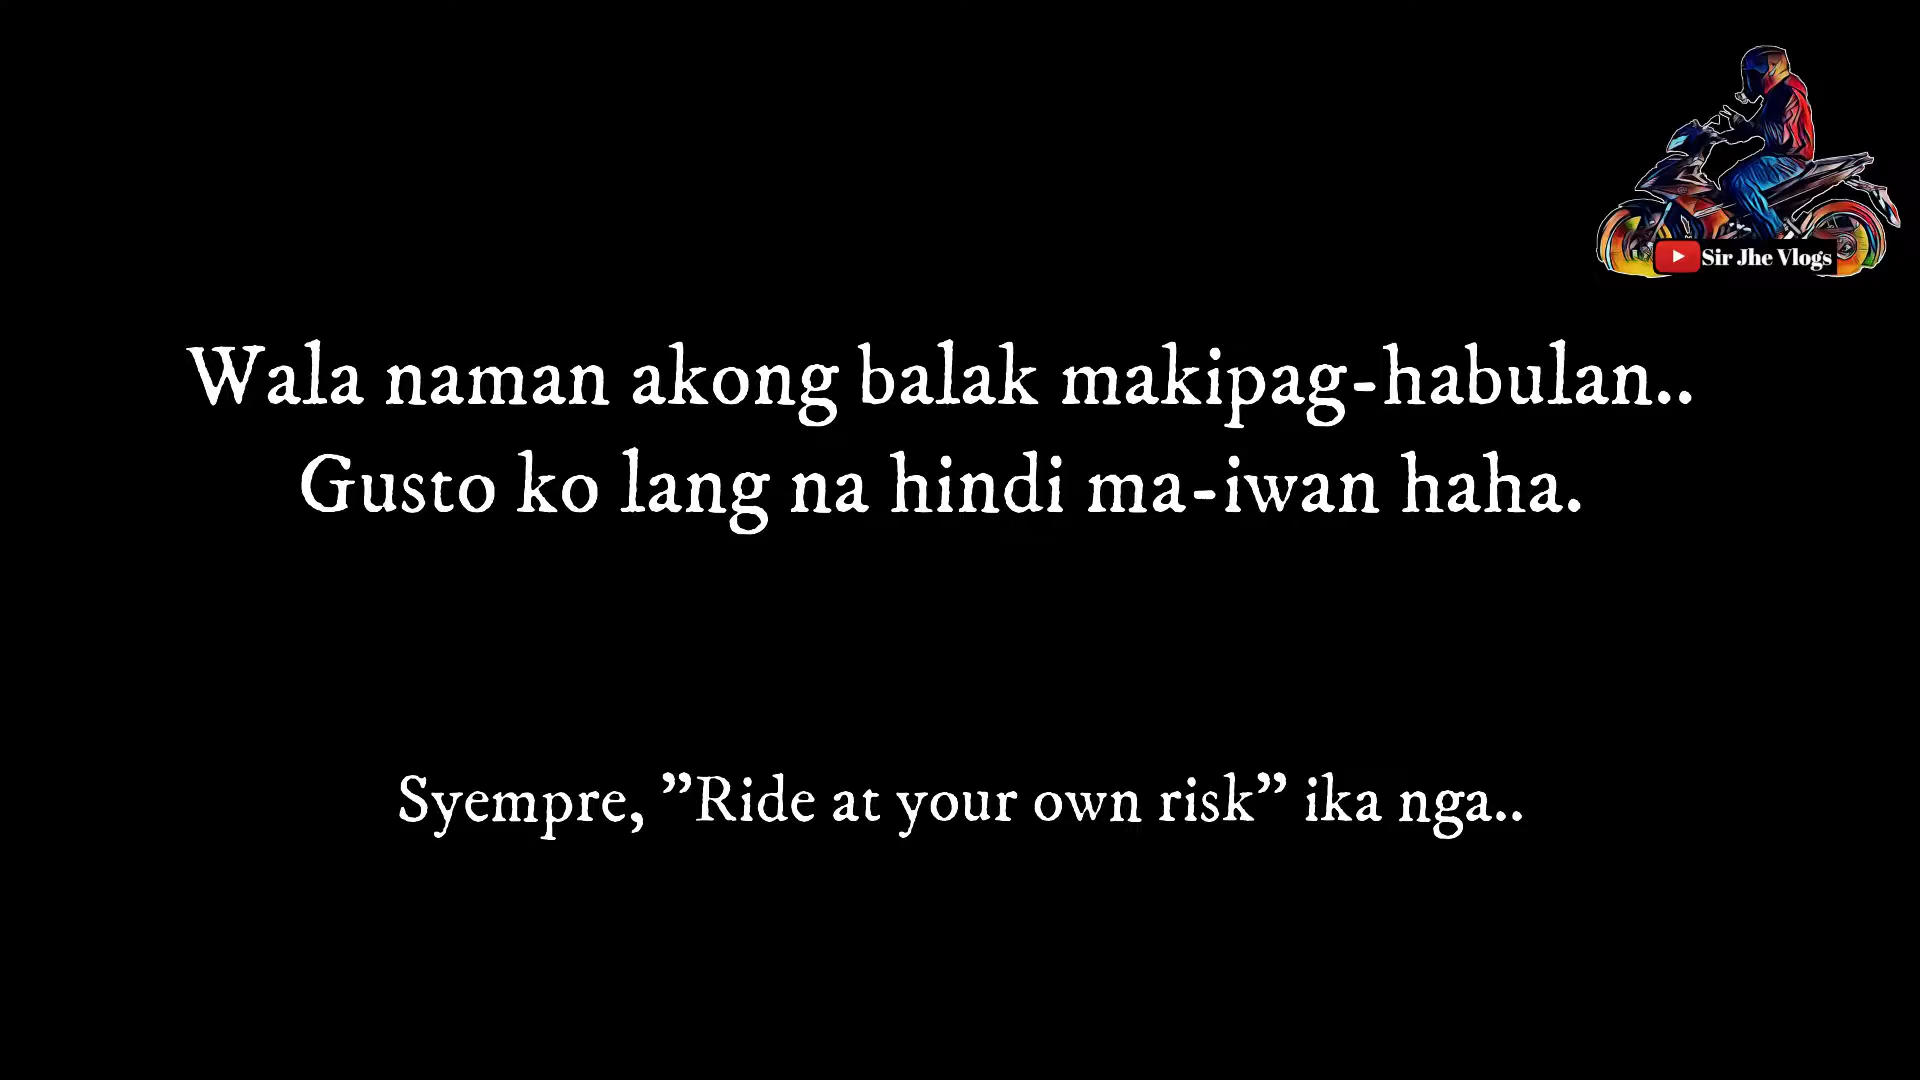 Sir Jhe Vlogs
Wala naman akong balak makipag-habulan..
Gusto ko lang na hindi ma-iwan haha.
Syempre, ”Ride at your own risk” ika nga..